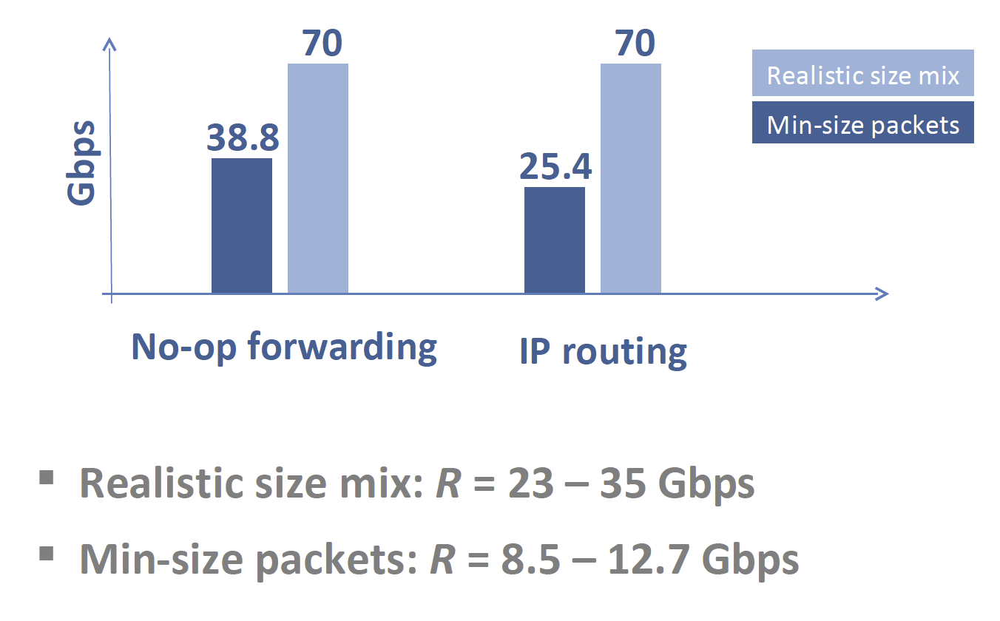 70
70
Realistic size mix
38.8
Min-size packets
25.4
Gbps
No-op forwarding
IP routing
▪ Realistic size mix: R = 23 – 35 Gbps
▪ Min-size packets: R = 8.5 – 12.7 Gbps